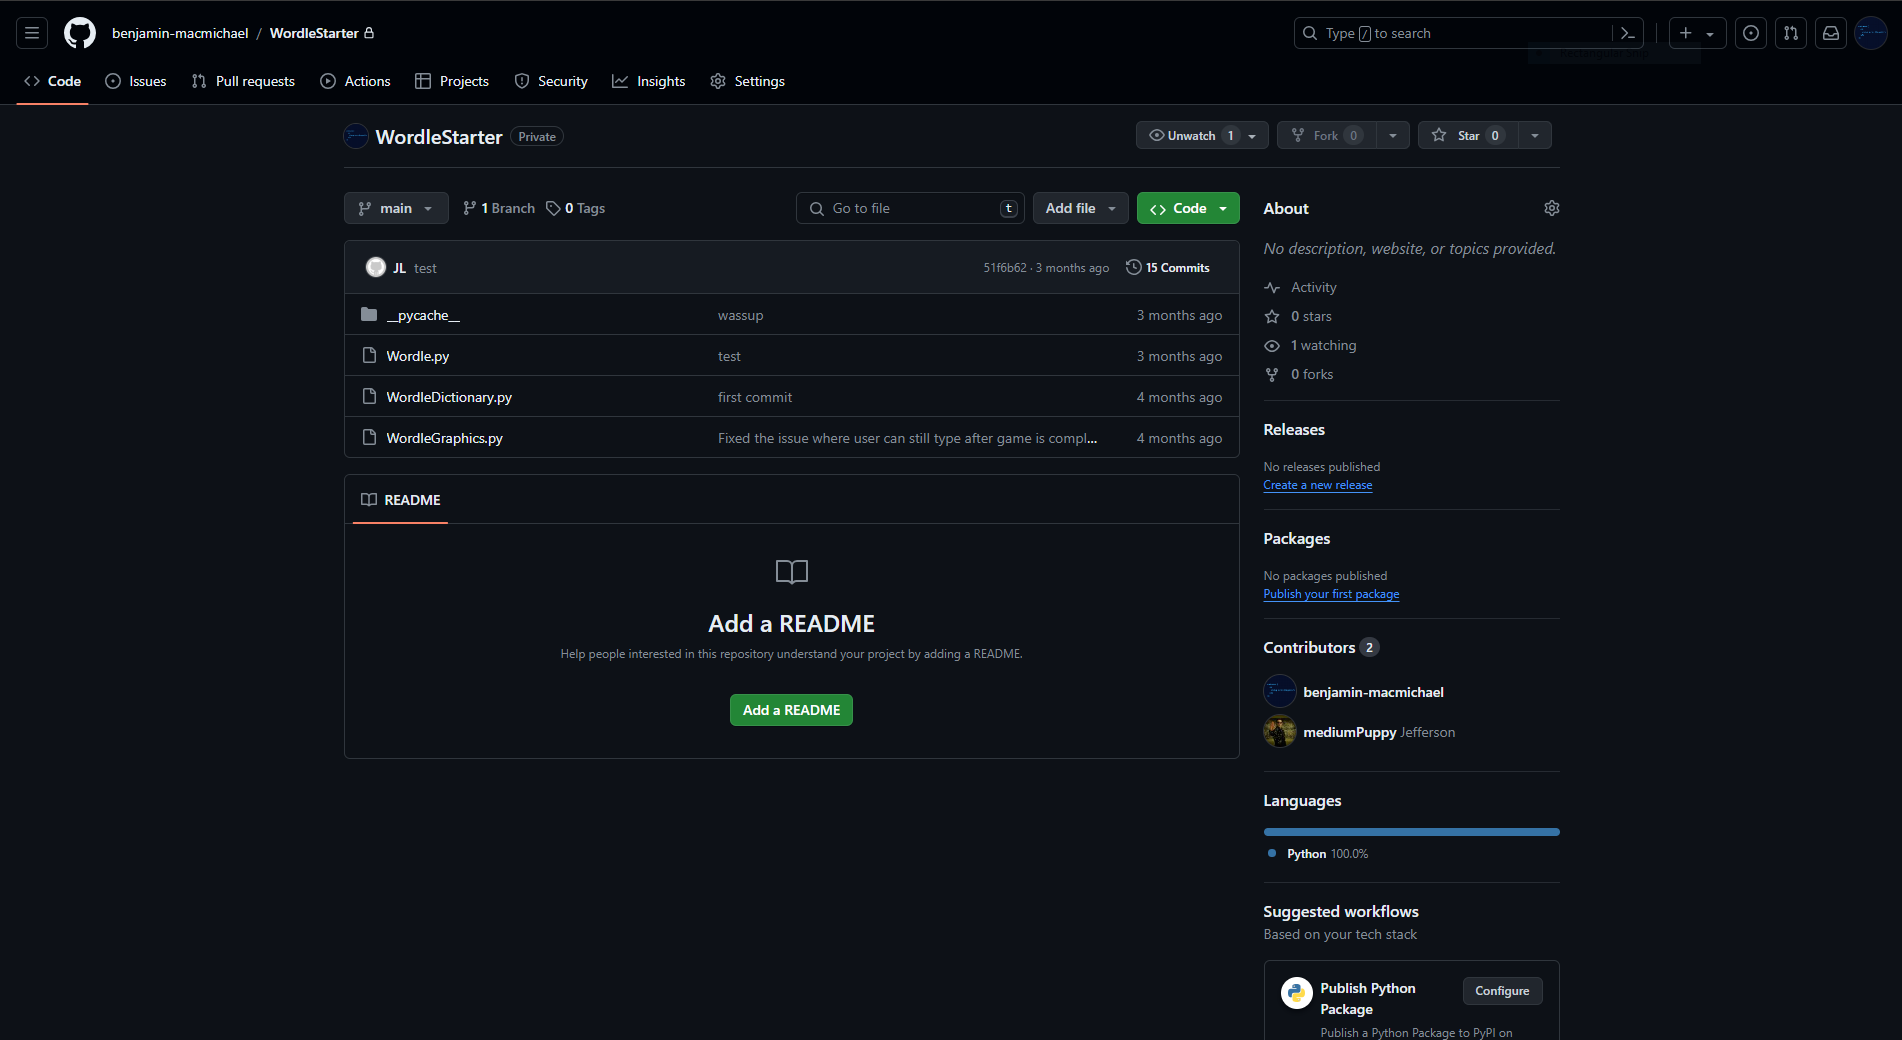 benjamin-macmichael / WordleStarter
Type / to search
Code Issues Pull requests Actions Projects Security Insights Settings
WordleStarter Private
Unwatch 1 Fork 0 Star 0
main 1 Branch 0 Tags
Go to file t Add file Code
JL test 51f6b62 · 3 months ago 15 Commits
__pycache__ wassup 3 months ago
Wordle.py test 3 months ago
WordleDictionary.py first commit 4 months ago
WordleGraphics.py Fixed the issue where user can still type after game is compl... 4 months ago
README
Add a README
Help people interested in this repository understand your project by adding a README.
Add a README
About
No description, website, or topics provided.
Activity
0 stars
1 watching
0 forks
Releases
No releases published
Create a new release
Packages
No packages published
Publish your first package
Contributors 2
benjamin-macmichael
mediumPuppy Jefferson
Languages
Python 100.0%
Suggested workflows
Based on your tech stack
Publish Python
Package
Configure
Publish a Python Package to PyPI on